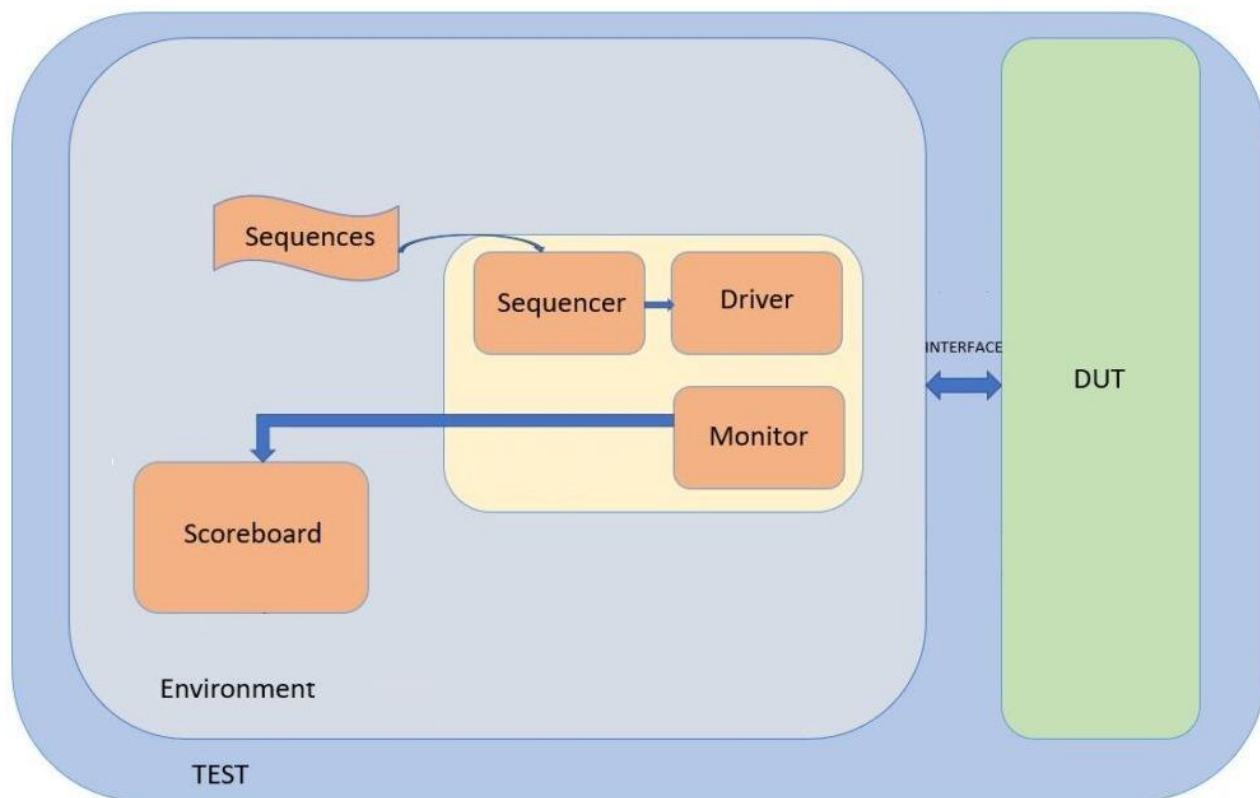 Sequences
Sequencer
Driver
INTERFACE
DUT
Monitor
Scoreboard
Environment
TEST